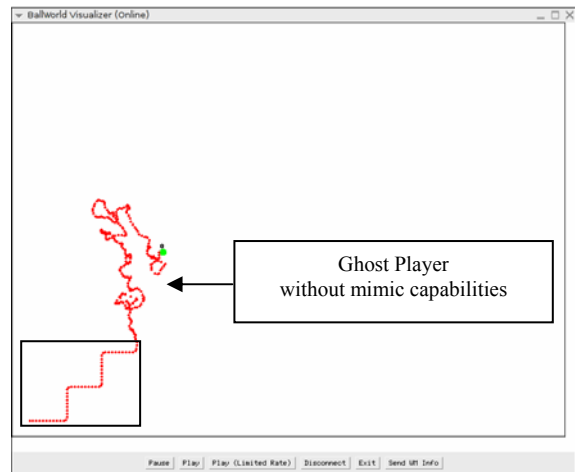 BallWorld Visualizer (Online)
Ghost Player
without mimic capabilities
Pause Play Play (Limited Rate) Disconnect Exit Send WM Info